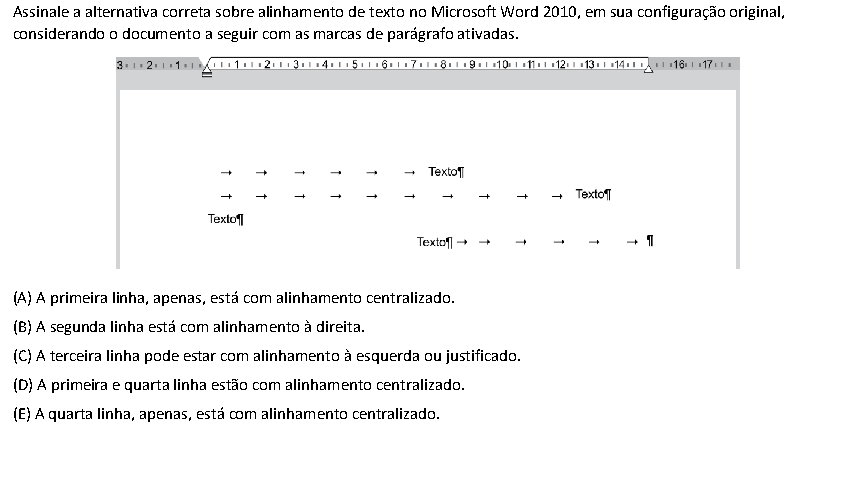 Assinale a alternativa correta sobre alinhamento de texto no Microsoft Word 2010, em sua configuração original,
considerando o documento a seguir com as marcas de parágrafo ativadas.
3 2 1 1 2 3 4 5 6 7 8 9 10 11 12 13 14 16 17
→ → → → → → Texto¶
→ → → → → → → → → → Texto¶
Texto¶
Texto¶ → → → → → → ¶
(A) A primeira linha, apenas, está com alinhamento centralizado.
(B) A segunda linha está com alinhamento à direita.
(C) A terceira linha pode estar com alinhamento à esquerda ou justificado.
(D) A primeira e quarta linha estão com alinhamento centralizado.
(E) A quarta linha, apenas, está com alinhamento centralizado.